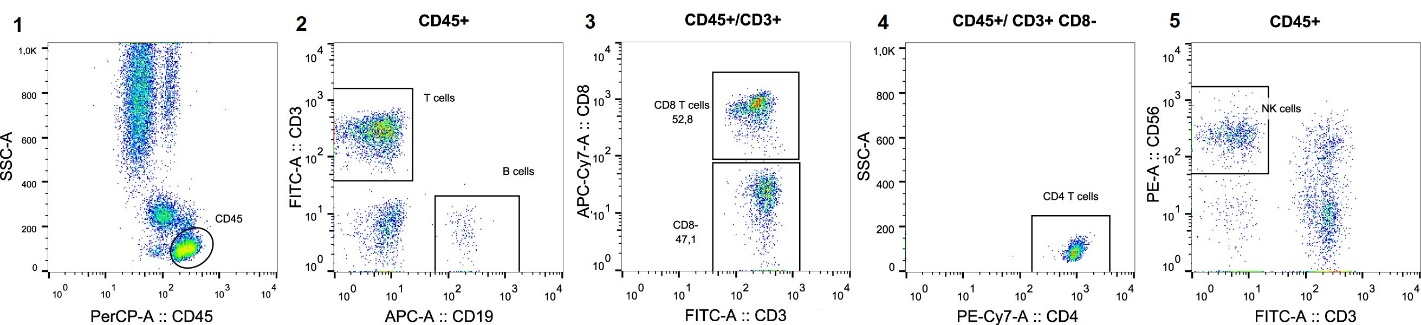 1
SSC-A
1,0K
800
600
400
200
0
CD45
10^0 10^1 10^2 10^3 10^4
PerCP-A :: CD45
2
CD45+
FITC-A :: CD3
10^4
10^3
10^2
10^1
10^0
T cells
B cells
10^0 10^1 10^2 10^3 10^4
APC-A :: CD19
3
CD45+/CD3+
APC-Cy7-A :: CD8
10^4
10^3
10^2
10^1
10^0
CD8 T cells
52,8
CD8-
47,1
10^0 10^1 10^2 10^3 10^4
FITC-A :: CD3
4
CD45+/ CD3+ CD8-
SSC-A
800
600
400
200
0
CD4 T cells
10^0 10^1 10^2 10^3 10^4
PE-Cy7-A :: CD4
5
CD45+
PE-A :: CD56
10^4
10^3
10^2
10^1
10^0
NK cells
10^0 10^1 10^2 10^3 10^4
FITC-A :: CD3